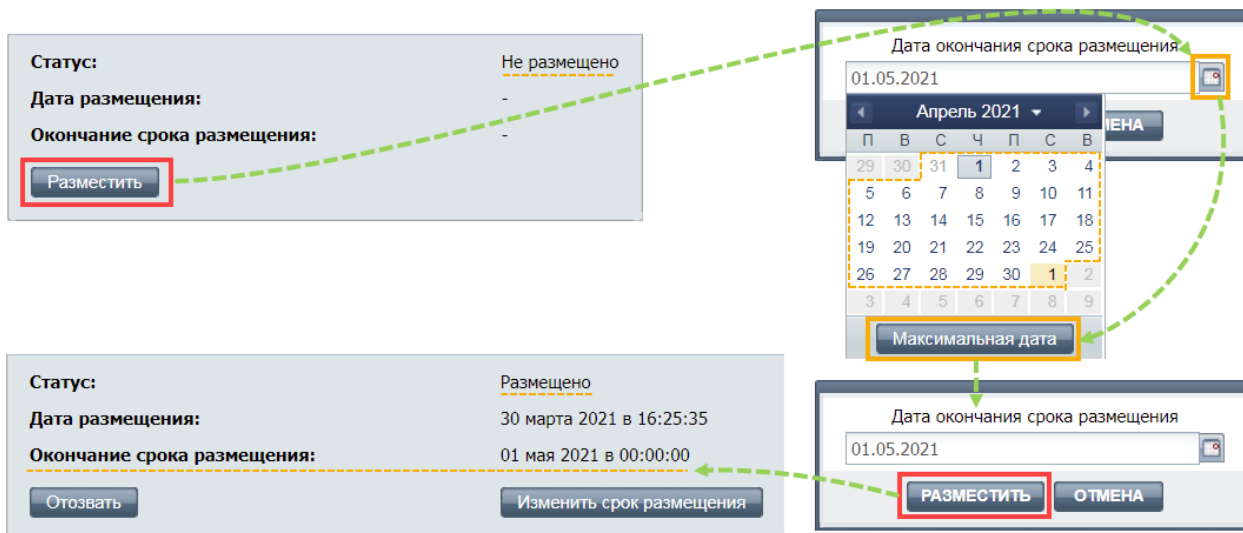 Статус: Не размещено
Дата размещения: -
Окончание срока размещения: -
Разместить
Дата окончания срока размещения
01.05.2021
Апрель 2021
П В С Ч П С В
29 30 31 1 2 3 4
5 6 7 8 9 10 11
12 13 14 15 16 17 18
19 20 21 22 23 24 25
26 27 28 29 30 1 2
3 4 5 6 7 8 9
Максимальная дата
Статус: Размещено
Дата размещения: 30 марта 2021 в 16:25:35
Окончание срока размещения: 01 мая 2021 в 00:00:00
Отозвать Изменить срок размещения
Дата окончания срока размещения
01.05.2021
РАЗМЕСТИТЬ ОТМЕНА